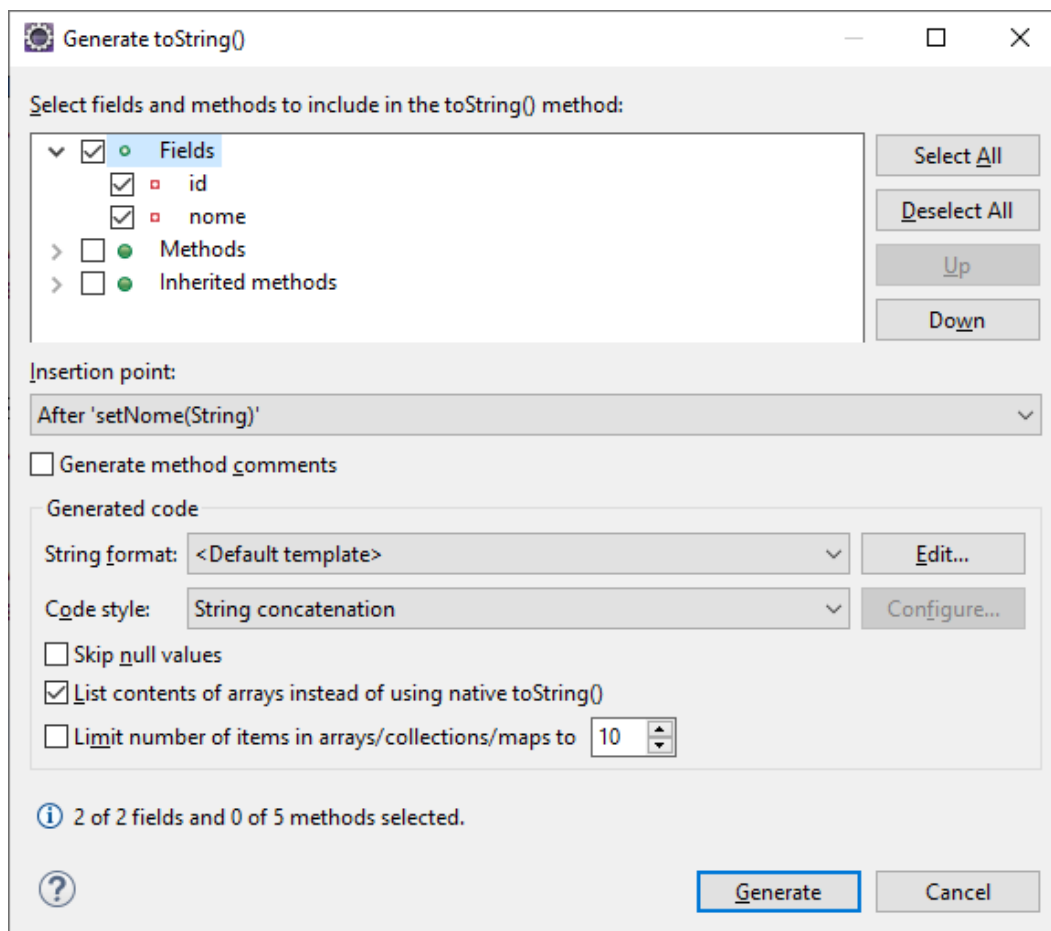 Generate toString()
Select fields and methods to include in the toString() method:
Fields
id
nome
Methods
Inherited methods
Select All
Deselect All
Up
Down
Insertion point:
After 'setNome(String)'
Generate method comments
Generated code
String format: <Default template> Edit...
Code style: String concatenation Configure...
Skip null values
List contents of arrays instead of using native toString()
Limit number of items in arrays/collections/maps to 10
2 of 2 fields and 0 of 5 methods selected.
Generate Cancel